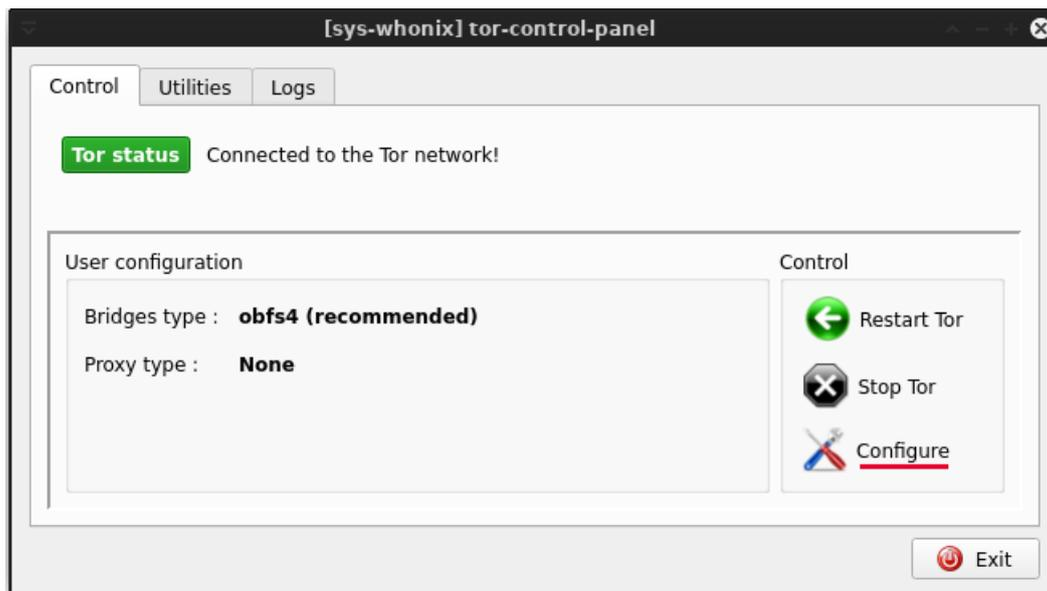 [sys-whonix] tor-control-panel
Control Utilities Logs
Tor status Connected to the Tor network!
User configuration
Bridges type : obfs4 (recommended)
Proxy type : None
Control
Restart Tor
Stop Tor
Configure
Exit